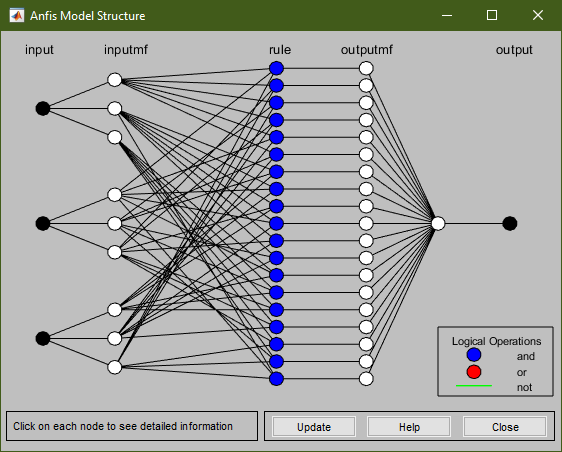 Anfis Model Structure
input inputmf rule outputmf output
Logical Operations
and
or
not
Click on each node to see detailed information
Update Help Close